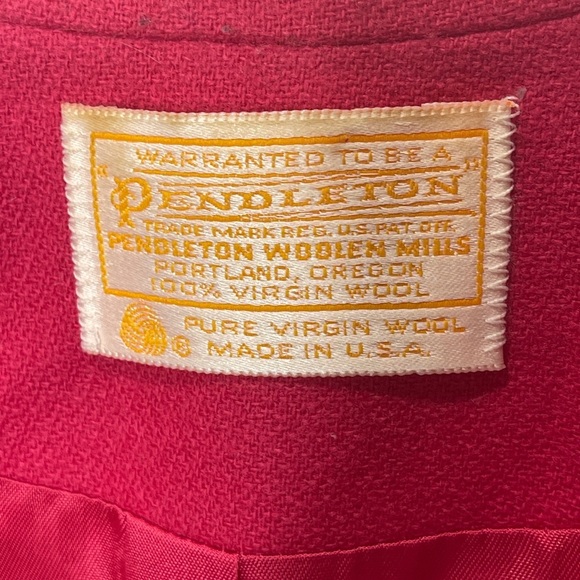 WARRANTED TO BE A
"PENDLETON"
TRADE MARK REG. U.S. PAT. OFF.
PENDLETON WOOLEN MILLS
PORTLAND, OREGON
100% VIRGIN WOOL
® PURE VIRGIN WOOL
MADE IN U.S.A.